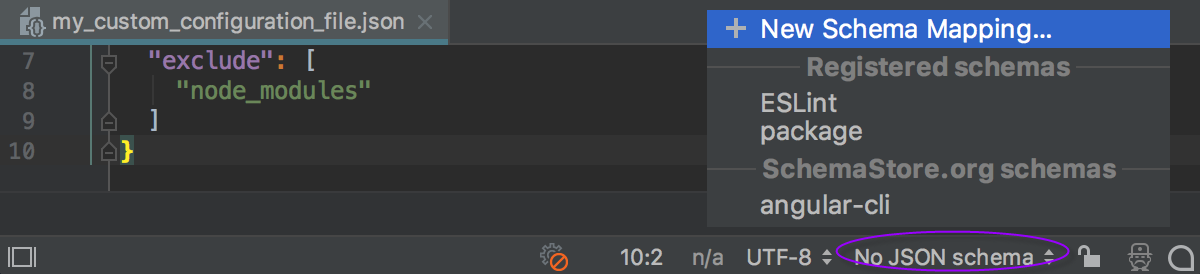 my_custom_configuration_file.json
7 "exclude": [
8 "node_modules"
9 ]
10 }
New Schema Mapping...
Registered schemas
ESLint
package
SchemaStore.org schemas
angular-cli
10:2 n/a UTF-8 No JSON schema